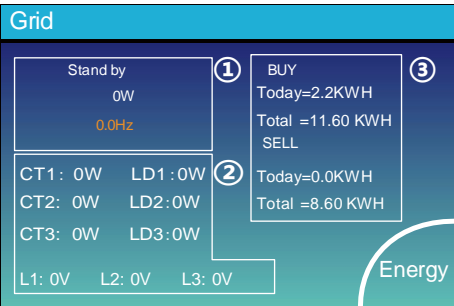 Grid
Stand by
0W
0.0Hz
①
CT1: 0W LD1:0W
CT2: 0W LD2:0W
CT3: 0W LD3:0W
L1: 0V L2: 0V L3: 0V
②
BUY
Today=2.2KWH
Total =11.60 KWH
SELL
Today=0.0KWH
Total =8.60 KWH
③
Energy